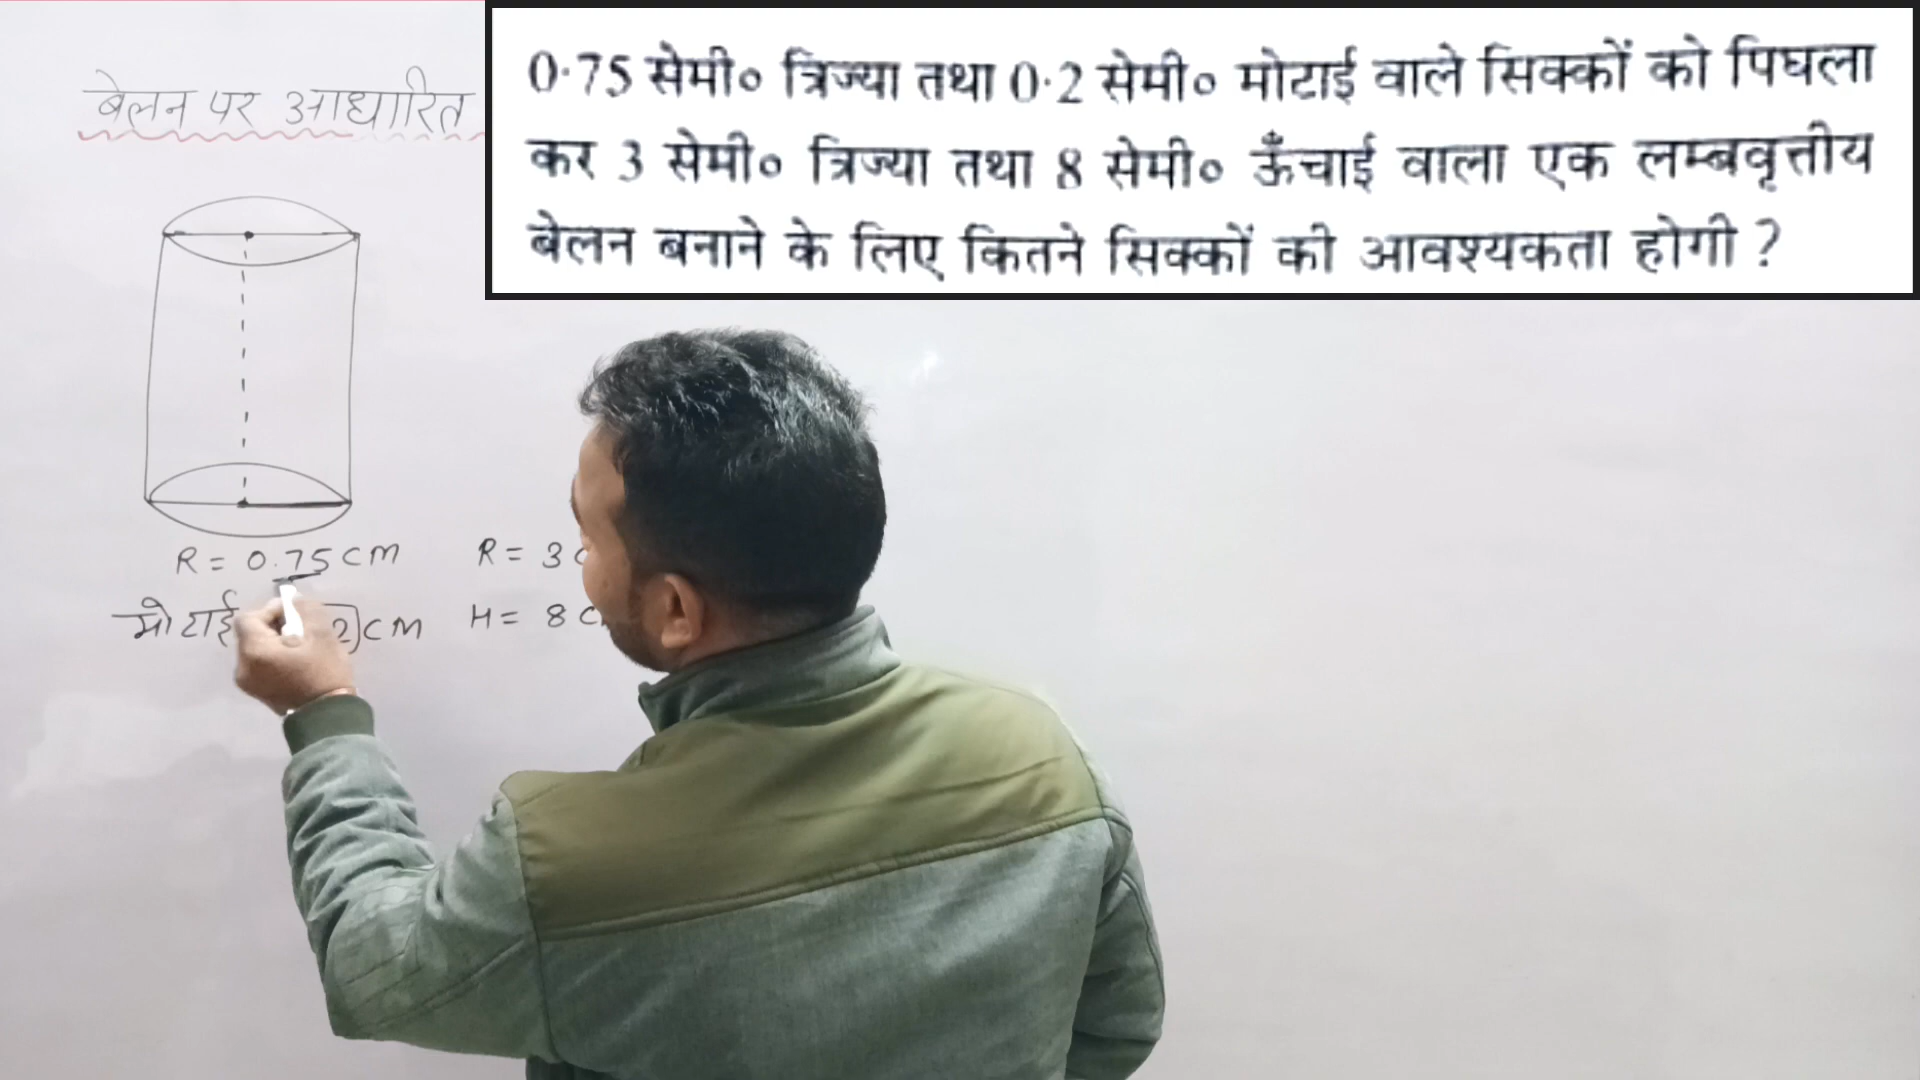 बेलन पर आधारित
0·75 सेमी० त्रिज्या तथा 0·2 सेमी० मोटाई वाले सिक्कों को पिघला
कर 3 सेमी० त्रिज्या तथा 8 सेमी० ऊँचाई वाला एक लम्बवृत्तीय
बेलन बनाने के लिए कितने सिक्कों की आवश्यकता होगी ?
R = 0.75 CM R = 3
मोटाई 2 CM H = 8